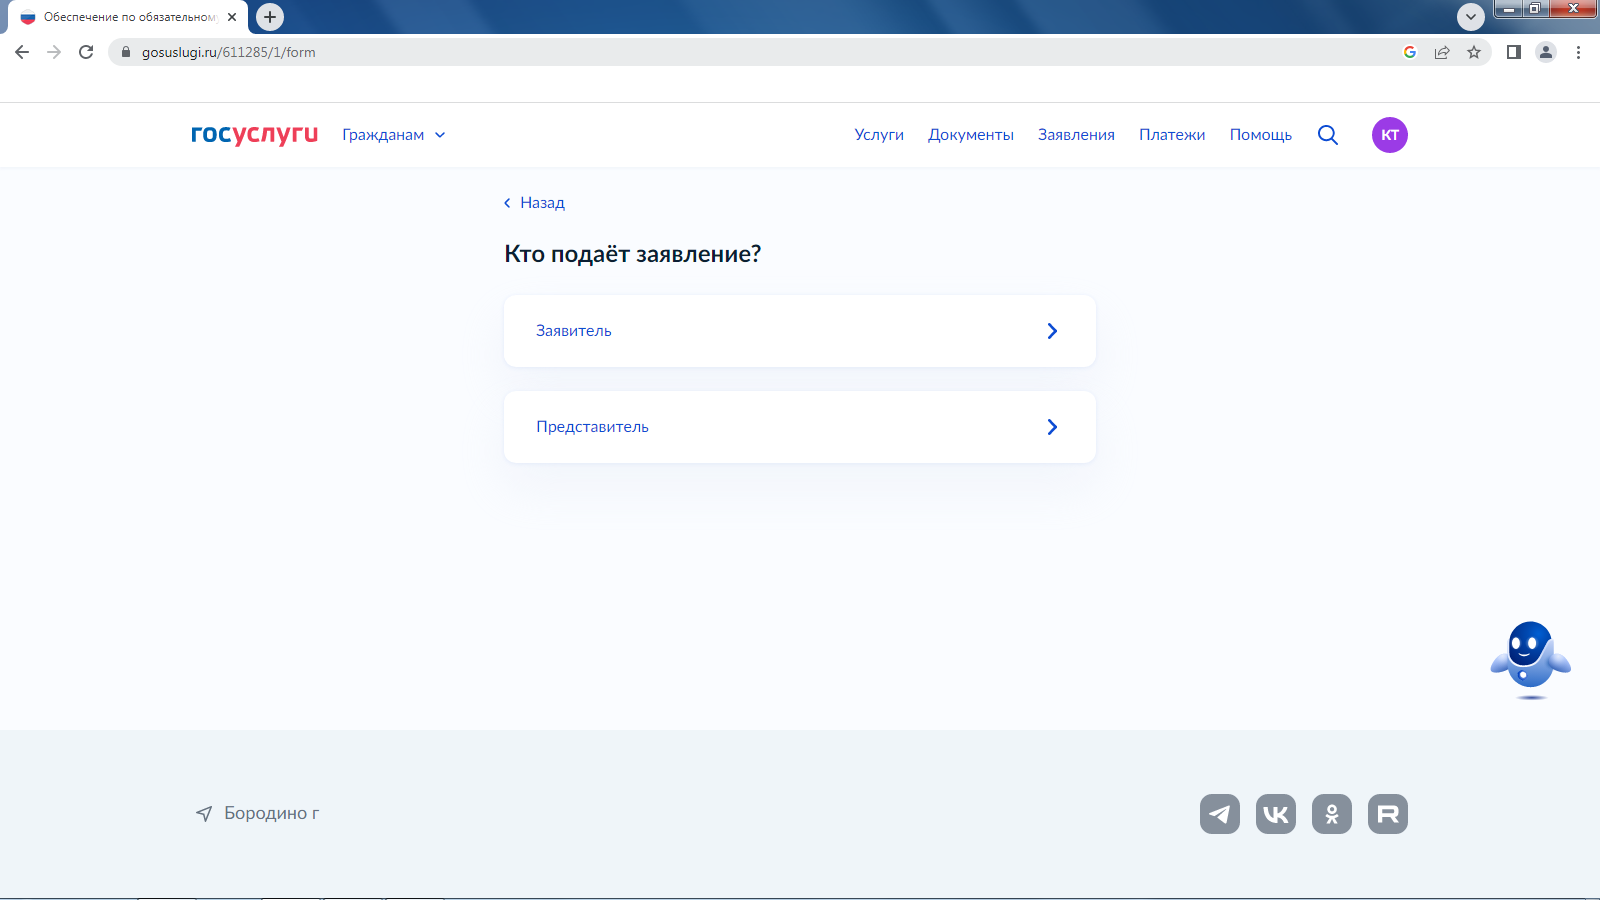 Обеспечение по обязательному
gosuslugi.ru/611285/1/form
госуслуги
Гражданам
Услуги
Документы
Заявления
Платежи
Помощь
КТ
Назад
Кто подаёт заявление?
Заявитель
Представитель
Бородино г